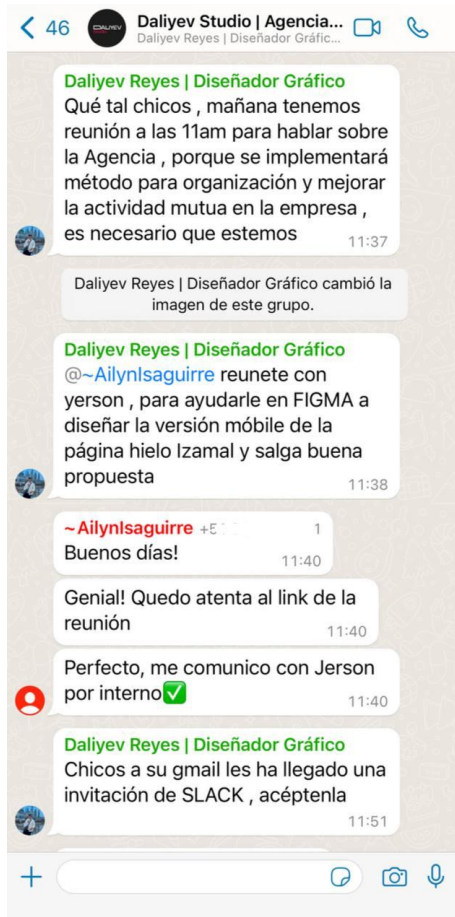 46
DALIYEV
Daliyev Studio | Agencia...
Daliyev Reyes | Diseñador Gráfic...
Daliyev Reyes | Diseñador Gráfico
Qué tal chicos , mañana tenemos
reunión a las 11am para hablar sobre
la Agencia , porque se implementará
método para organización y mejorar
la actividad mutua en la empresa ,
es necesario que estemos
11:37
Daliyev Reyes | Diseñador Gráfico cambió la
imagen de este grupo.
Daliyev Reyes | Diseñador Gráfico
@~AilynIsaguirre reunete con
yerson , para ayudarle en FIGMA a
diseñar la versión móbile de la
página hielo Izamal y salga buena
propuesta
11:38
~AilynIsaguirre +5 1
Buenos días!
11:40
Genial! Quedo atenta al link de la
reunión
11:40
Perfecto, me comunico con Jerson
por interno✅
11:40
Daliyev Reyes | Diseñador Gráfico
Chicos a su gmail les ha llegado una
invitación de SLACK , acéptenla
11:51